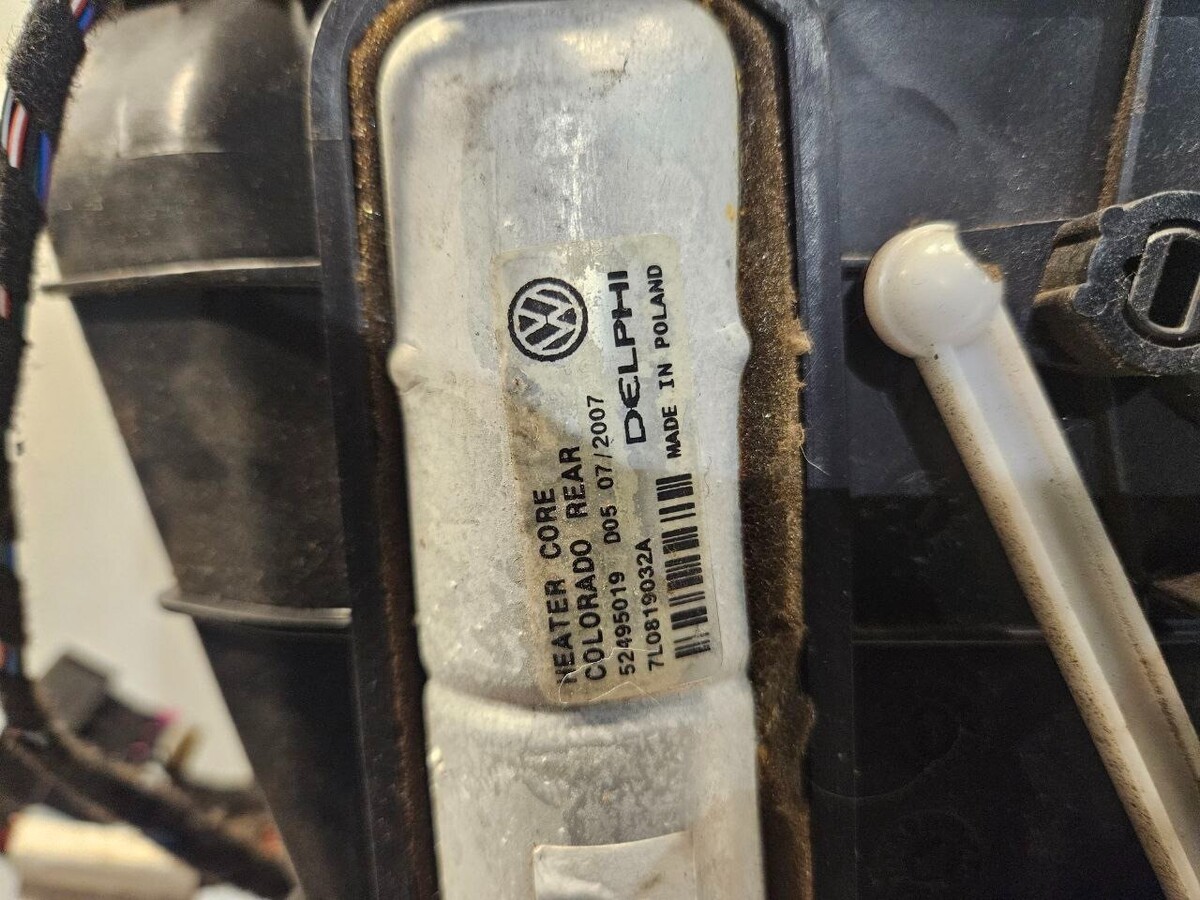 HEATER CORE
COLORADO REAR
52495019 D05 07/2007
7L0819032A
DELPHI
MADE IN POLAND